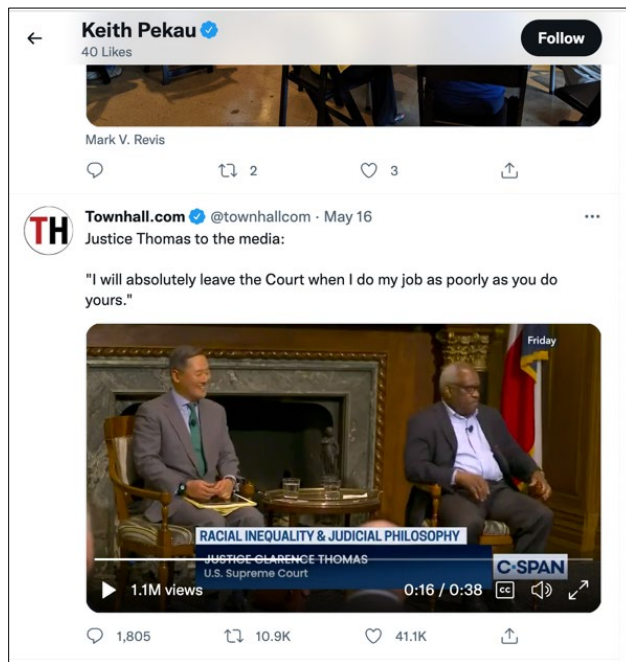 Keith Pekau
40 Likes
Follow
Mark V. Revis
2
3
TH
Townhall.com @townhallcom · May 16
Justice Thomas to the media:
"I will absolutely leave the Court when I do my job as poorly as you do
yours."
Friday
RACIAL INEQUALITY & JUDICIAL PHILOSOPHY
JUSTICE CLARENCE THOMAS
U.S. Supreme Court
C-SPAN
1.1M views
0:16 / 0:38
CC
1,805
10.9K
41.1K